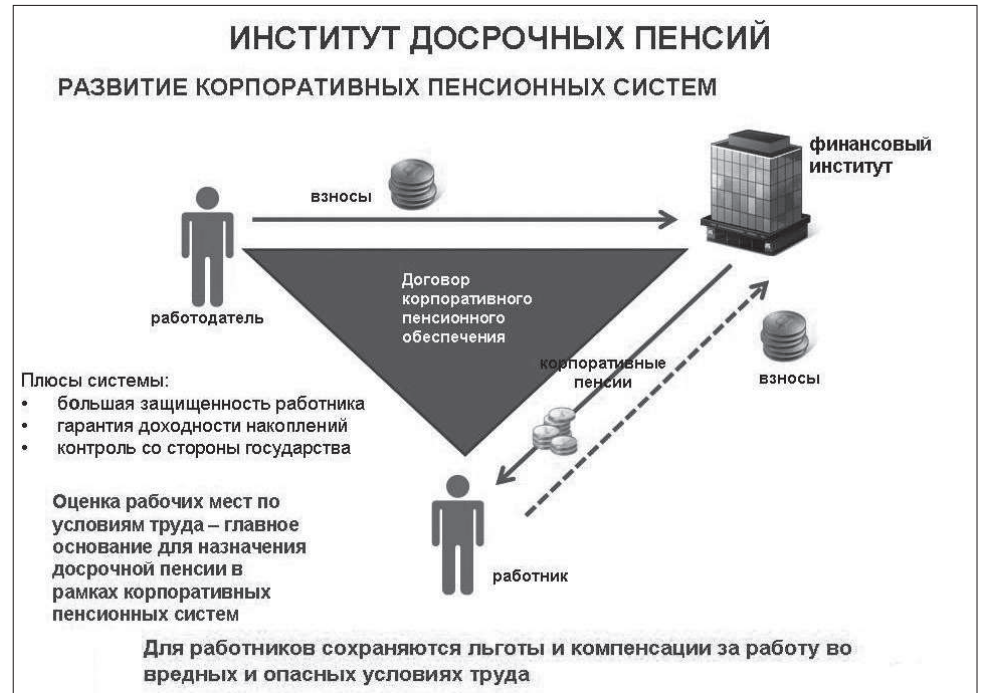 ИНСТИТУТ ДОСРОЧНЫХ ПЕНСИЙ
РАЗВИТИЕ КОРПОРАТИВНЫХ ПЕНСИОННЫХ СИСТЕМ
финансовый
институт
взносы
работодатель
Договор
корпоративного
пенсионного
обеспечения
корпоративные
пенсии
взносы
Плюсы системы:
• большая защищенность работника
• гарантия доходности накоплений
• контроль со стороны государства
Оценка рабочих мест по
условиям труда – главное
основание для назначения
досрочной пенсии в
рамках корпоративных
пенсионных систем
работник
Для работников сохраняются льготы и компенсации за работу во
вредных и опасных условиях труда